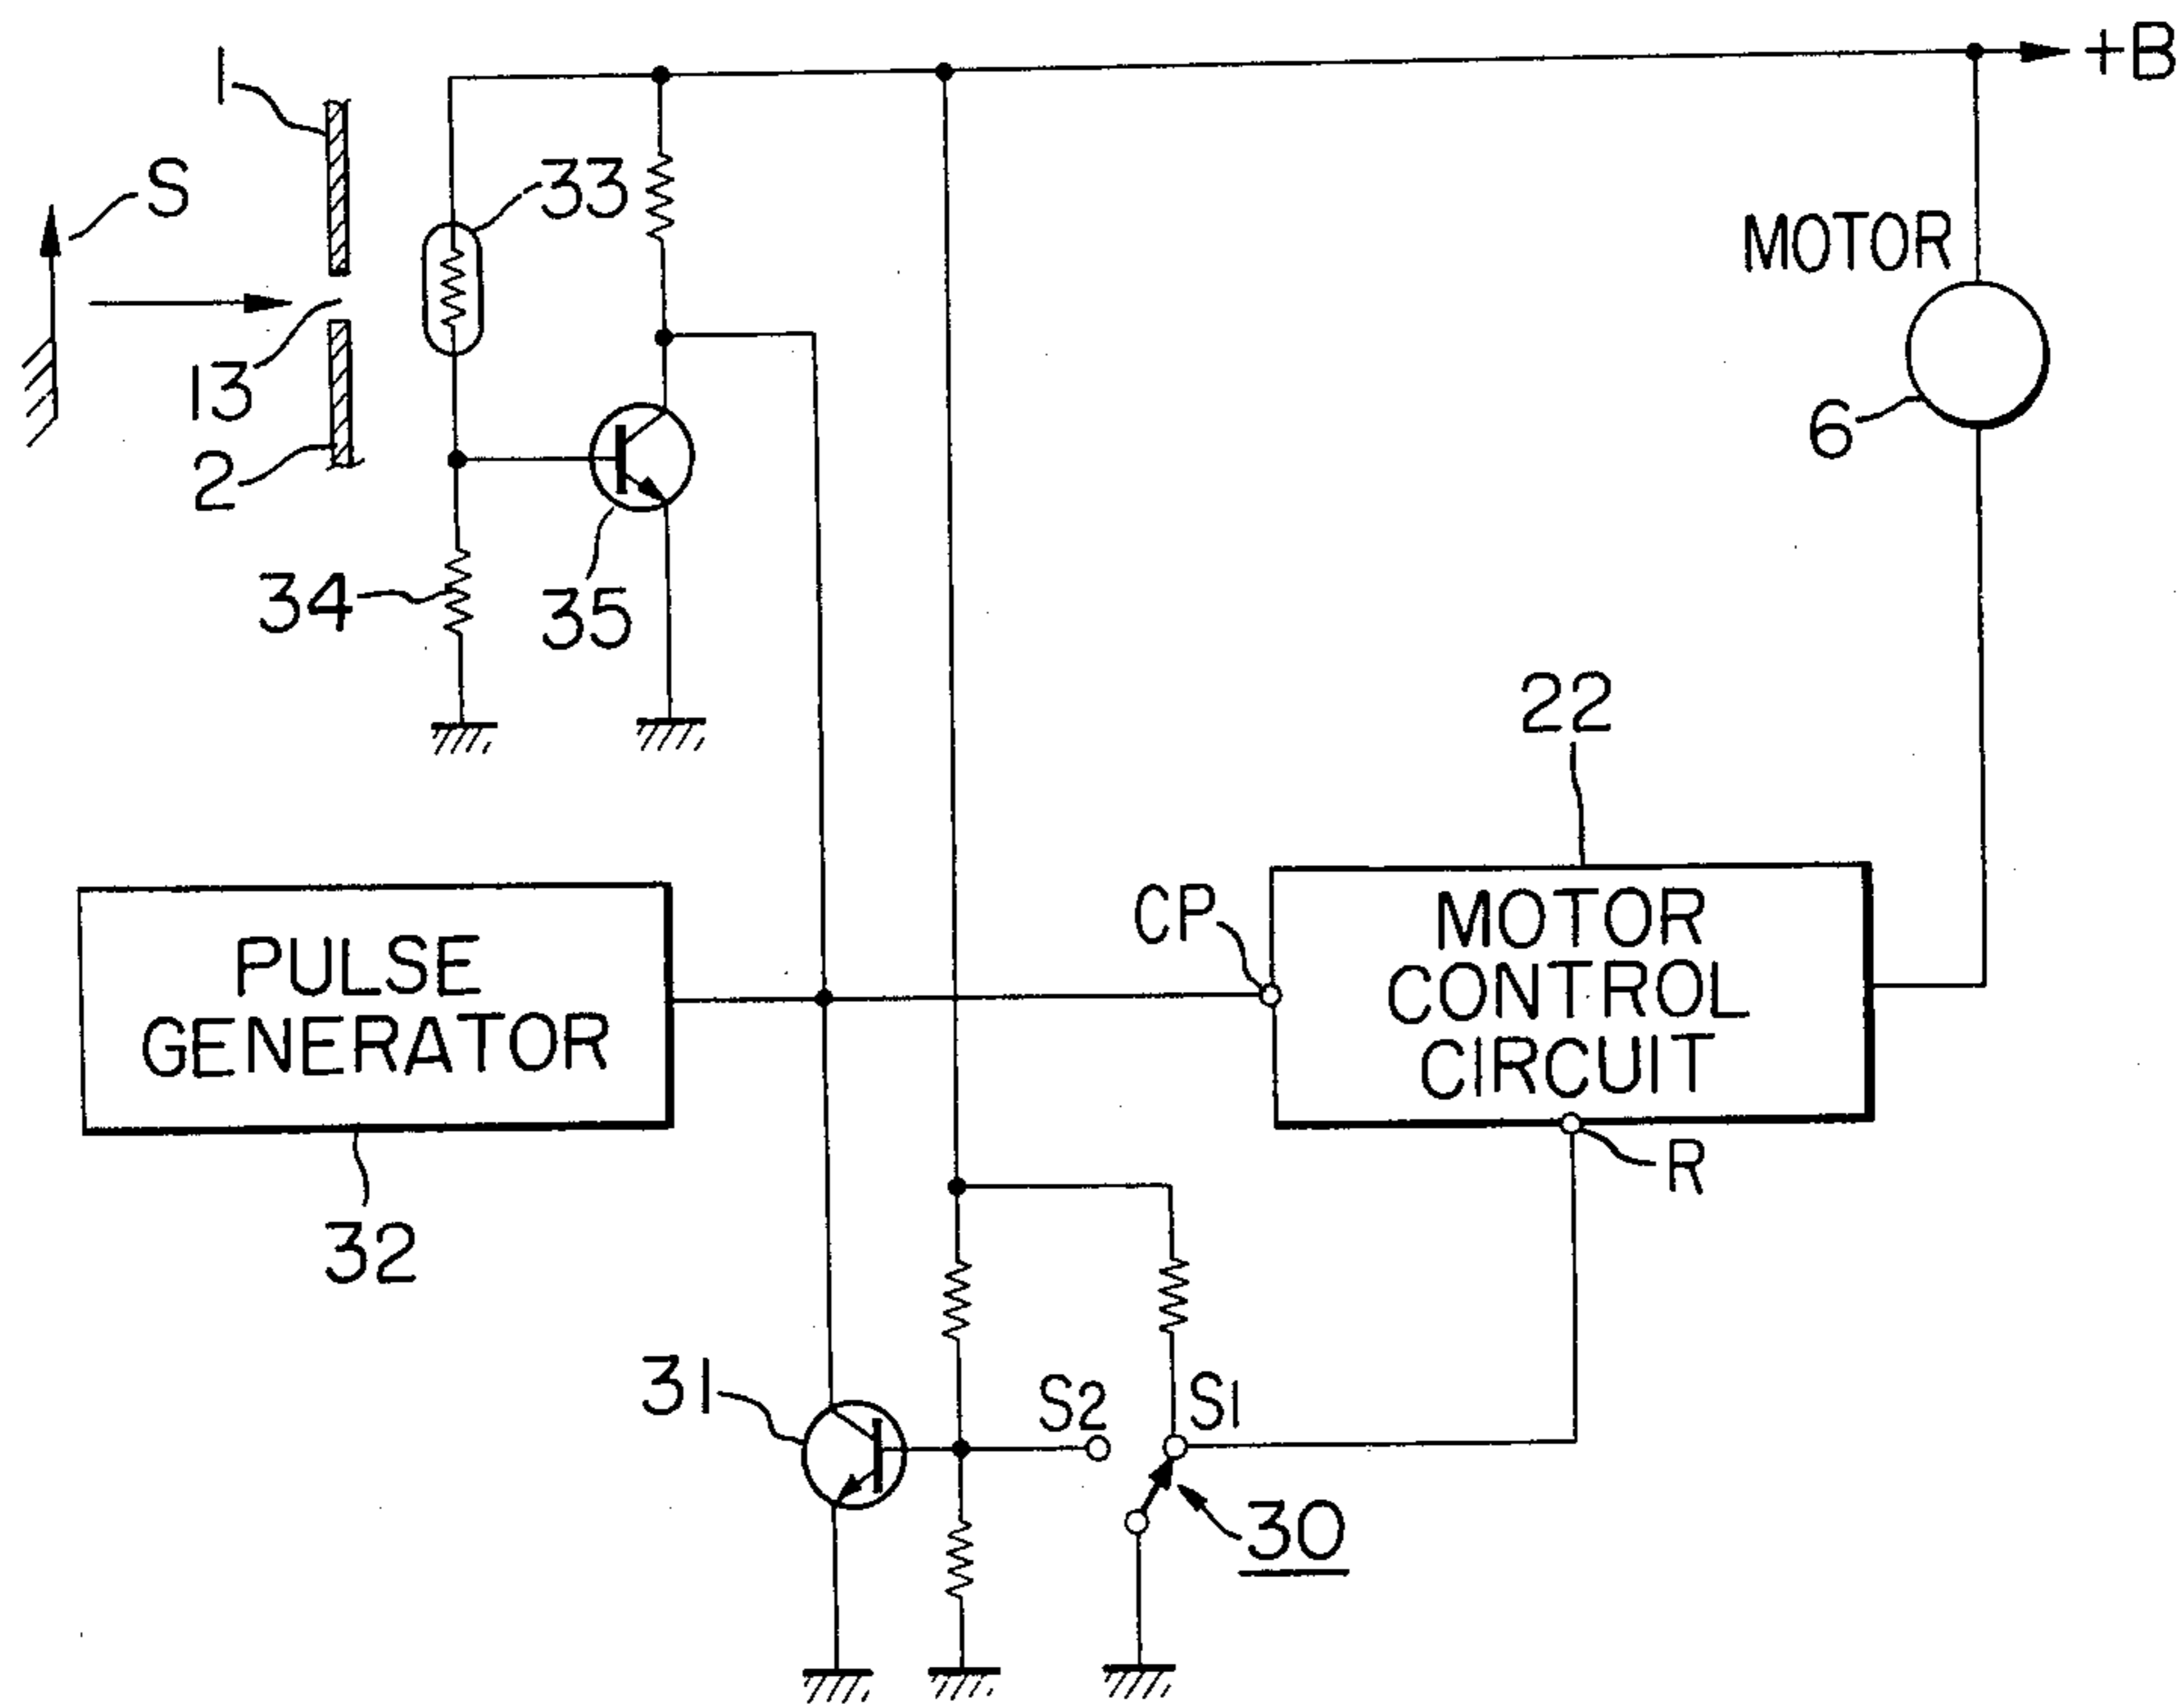 1
+B
S
33
MOTOR
13
6
2
34
35
22
CP
PULSE
GENERATOR
MOTOR
CONTROL
CIRCUIT
R
32
31
S2
S1
30